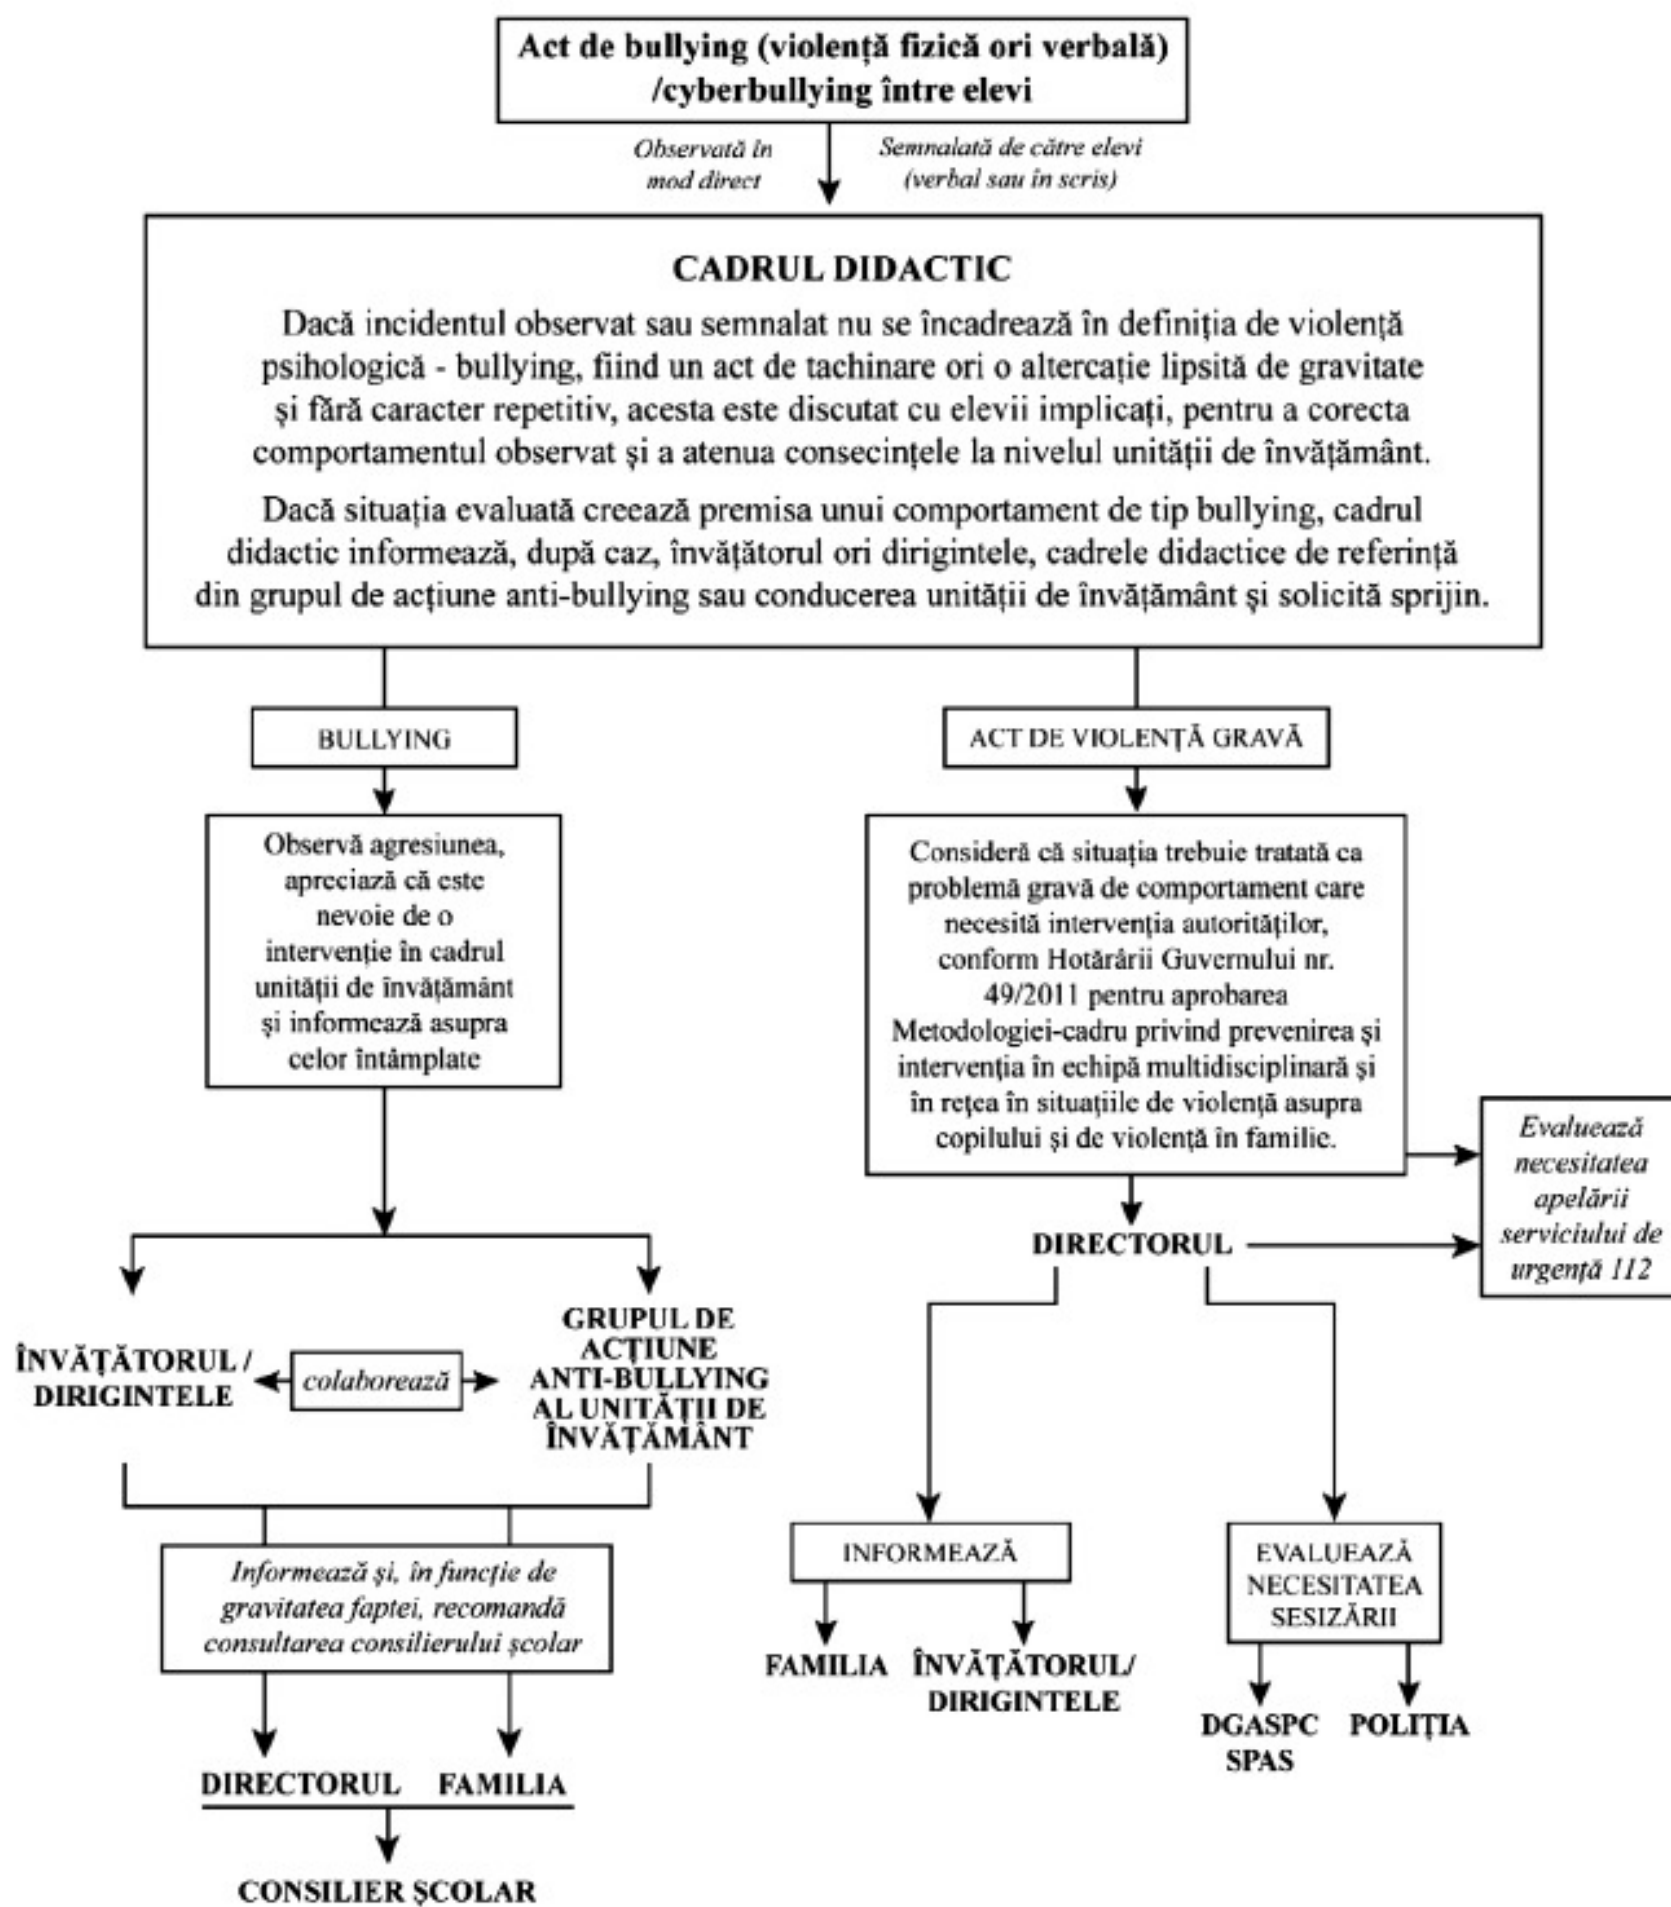 Act de bullying (violență fizică ori verbală)
/cyberbullying între elevi
Observată în
mod direct
Semnalată de către elevi
(verbal sau în scris)
CADRUL DIDACTIC
Dacă incidentul observat sau semnalat nu se încadrează în definiția de violență
psihologică - bullying, fiind un act de tachinare ori o altercație lipsită de gravitate
și fără caracter repetitiv, acesta este discutat cu elevii implicați, pentru a corecta
comportamentul observat și a atenua consecințele la nivelul unității de învățământ.
Dacă situația evaluată creează premisa unui comportament de tip bullying, cadrul
didactic informează, după caz, învățătorul ori dirigintele, cadrele didactice de referință
din grupul de acțiune anti-bullying sau conducerea unității de învățământ și solicită sprijin.
BULLYING
Observă agresiunea,
apreciază că este
nevoie de o
intervenție în cadrul
unității de învățământ
și informează asupra
celor întâmplate
ÎNVĂȚĂTORUL /
DIRIGINTELE
colaborează
GRUPUL DE
ACȚIUNE
ANTI-BULLYING
AL UNITĂȚII DE
ÎNVĂȚĂMÂNT
Informează și, în funcție de
gravitatea faptei, recomandă
consultarea consilierului școlar
DIRECTORUL
FAMILIA
CONSILIER ȘCOLAR
ACT DE VIOLENȚĂ GRAVĂ
Consideră că situația trebuie tratată ca
problemă gravă de comportament care
necesită intervenția autorităților,
conform Hotărârii Guvernului nr.
49/2011 pentru aprobarea
Metodologiei-cadru privind prevenirea și
intervenția în echipă multidisciplinară și
în rețea în situațiile de violență asupra
copilului și de violență în familie.
Evaluează
necesitatea
apelării
serviciului de
urgență 112
DIRECTORUL
INFORMEAZĂ
FAMILIA
ÎNVĂȚĂTORUL/
DIRIGINTELE
EVALUEAZĂ
NECESITATEA
SESIZĂRII
DGASPC
SPAS
POLIȚIA